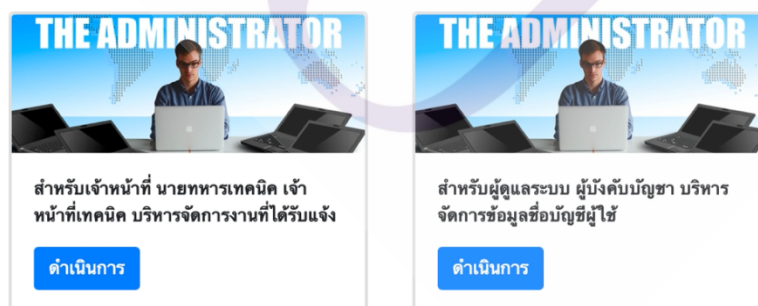 THE ADMINISTRATOR
สำหรับเจ้าหน้าที่ นายทหารเทคนิค เจ้า
หน้าที่เทคนิค บริหารจัดการงานที่ได้รับแจ้ง
ดำเนินการ
THE ADMINISTRATOR
สำหรับผู้ดูแลระบบ ผู้บังคับบัญชา บริหาร
จัดการข้อมูลชื่อบัญชีผู้ใช้
ดำเนินการ